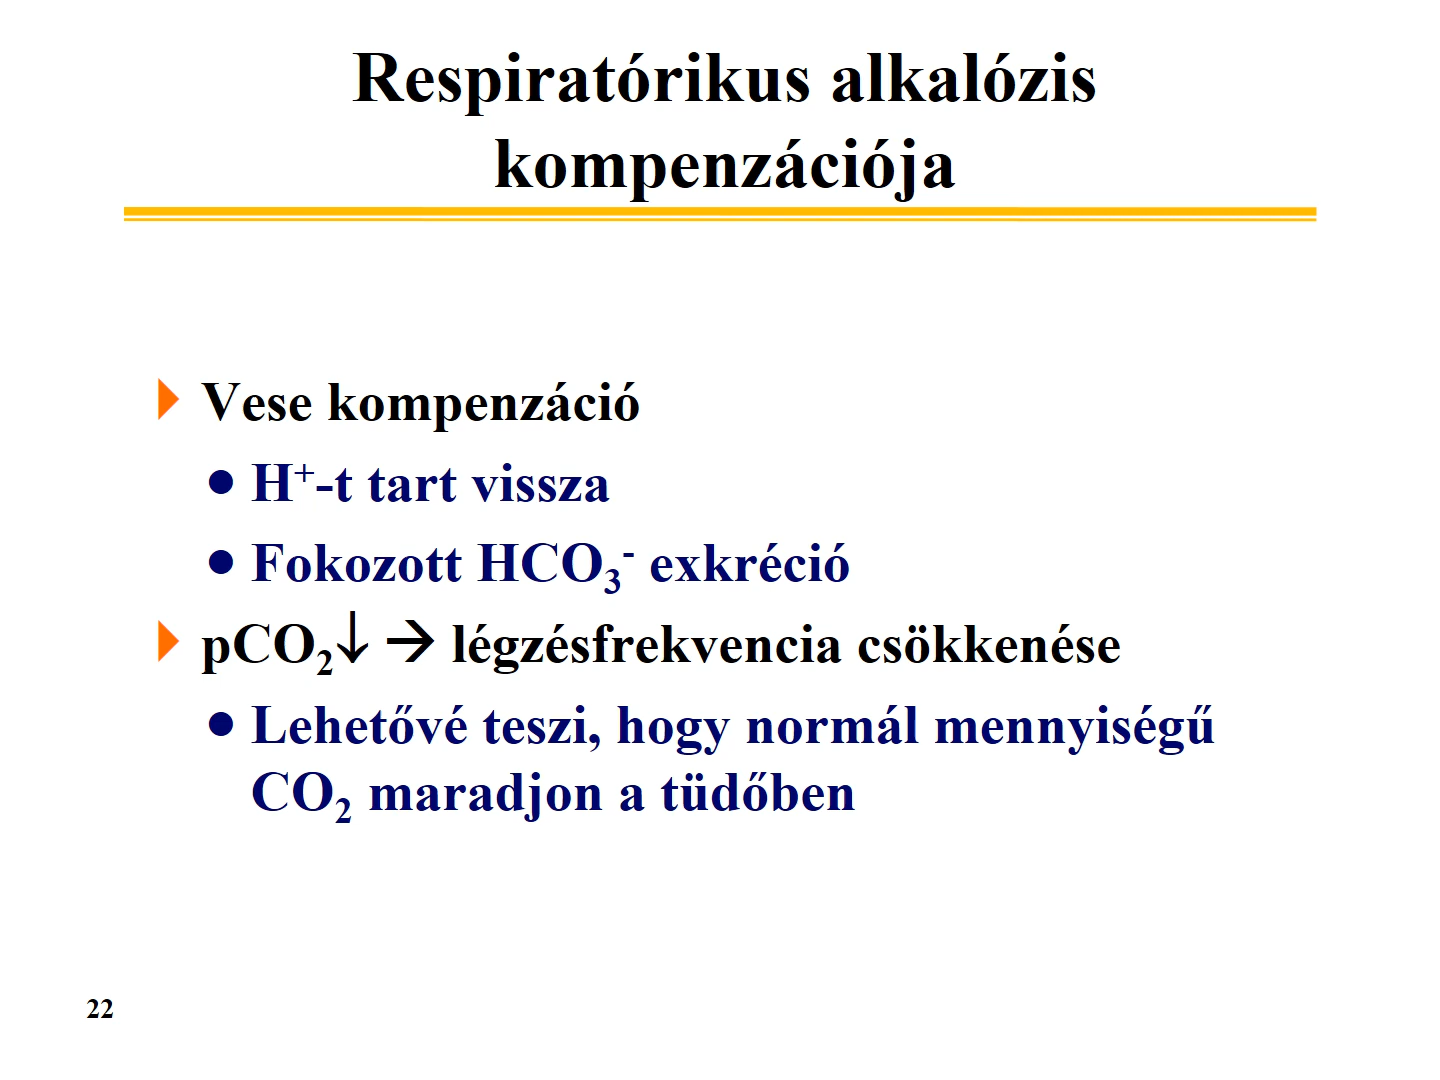 Respiratórikus alkalózis
kompenzációja
Vese kompenzáció
● H⁺-t tart vissza
● Fokozott HCO₃⁻ exkréció
pCO₂↓ → légzésfrekvencia csökkenése
● Lehetővé teszi, hogy normál mennyiségű
CO₂ maradjon a tüdőben
22